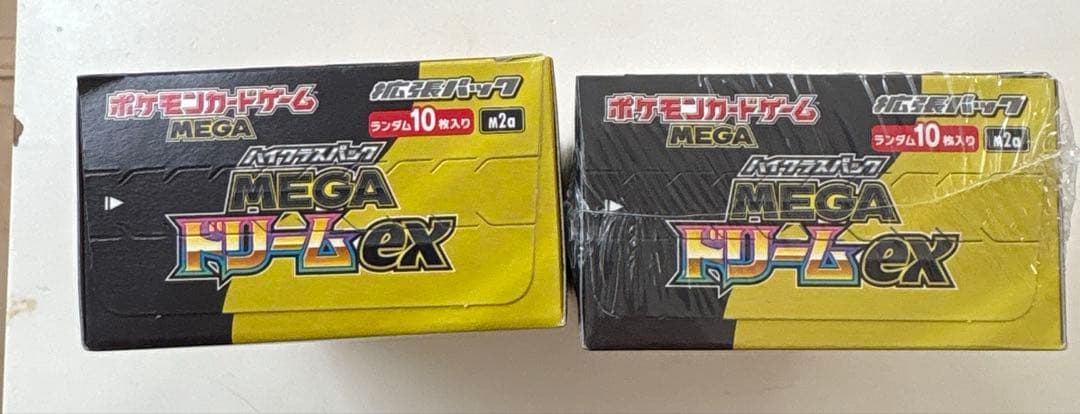 ポケモンカードゲーム
MEGA
拡張パック
ランダム10枚入り
M2a
ハイクラスパック
MEGA
ドリームex
ポケモンカードゲーム
MEGA
拡張パック
ランダム10枚入り
M2a
ハイクラスパック
MEGA
ドリームex